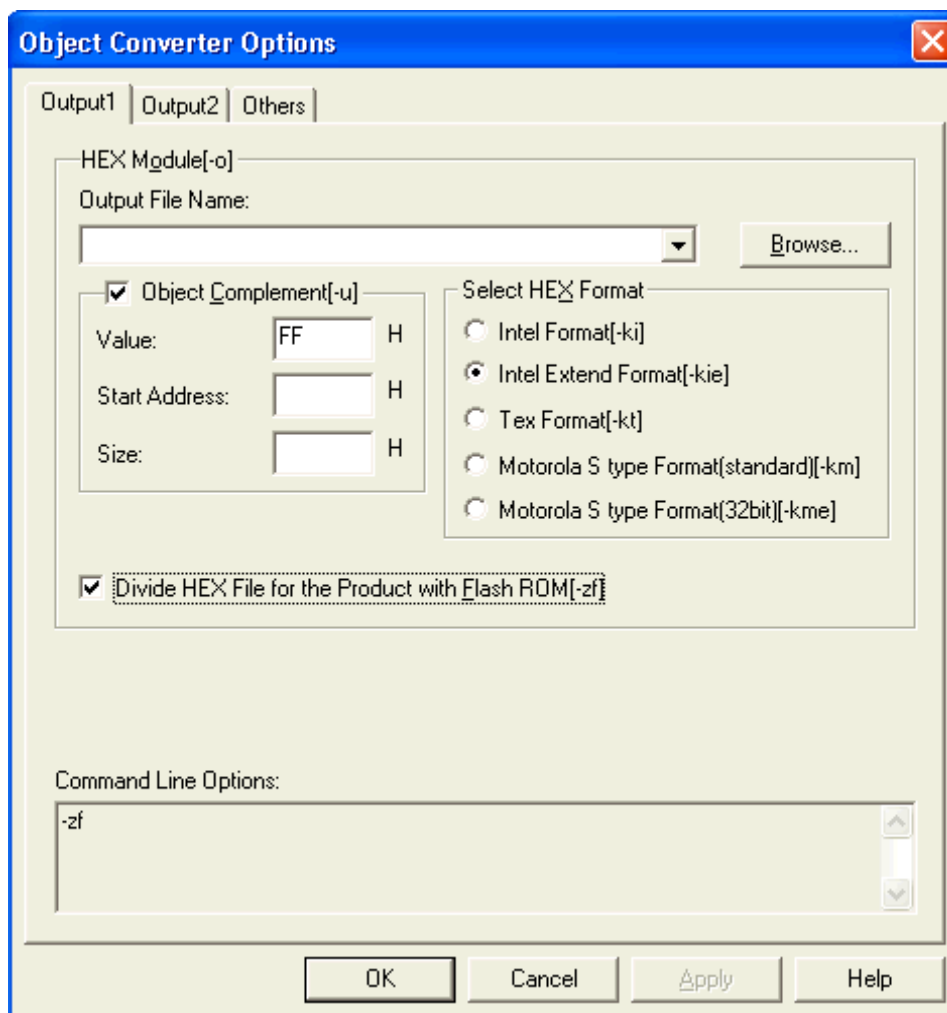 Object Converter Options
Output1 Output2 Others
HEX Module[-o]
Output File Name:
Browse...
Object Complement[-u]
Value: FF H
Start Address: H
Size: H
Select HEX Format
Intel Format[-ki]
Intel Extend Format[-kie]
Tex Format[-kt]
Motorola S type Format(standard)[-km]
Motorola S type Format(32bit)[-kme]
Divide HEX File for the Product with Flash ROM[-zf]
Command Line Options:
-zf
OK Cancel Apply Help